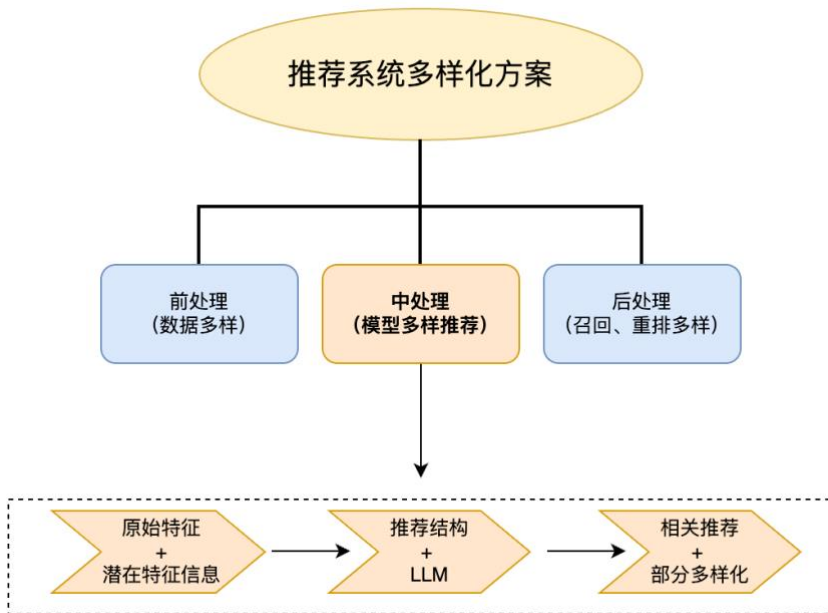 推荐系统多样化方案
前处理
（数据多样）
中处理
（模型多样推荐）
后处理
（召回、重排多样）
原始特征
+
潜在特征信息
推荐结构
+
LLM
相关推荐
+
部分多样化